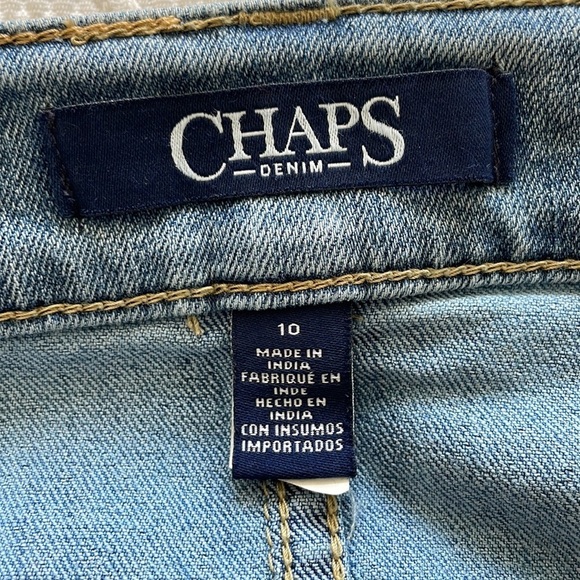 CHAPS
DENIM
10
MADE IN
INDIA
FABRIQUÉ EN
INDE
HECHO EN
INDIA
CON INSUMOS
IMPORTADOS